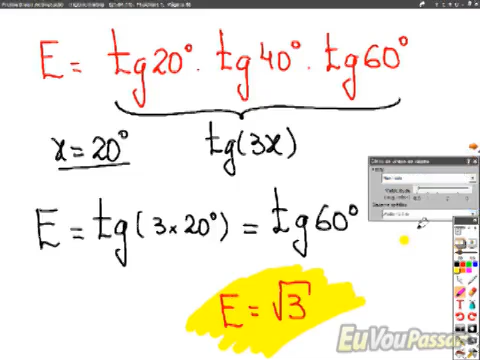 E = tg20° . tg40° . tg60°
x = 20° tg(3x)
E = tg(3×20°) = tg60°
E = √3
EuVouPassar